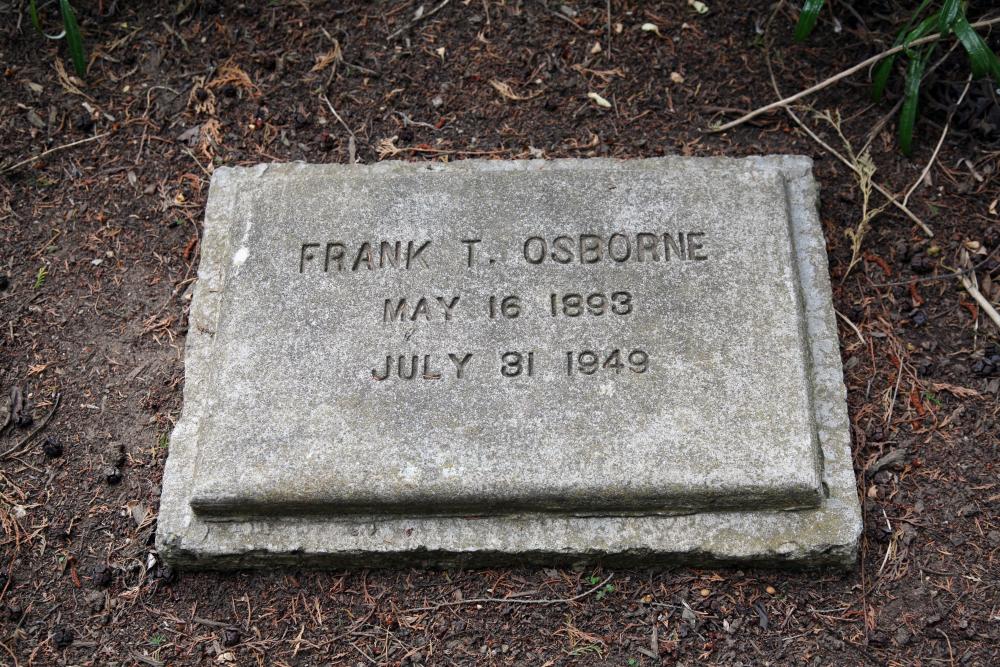 FRANK T. OSBORNE
MAY 16 1893
JULY 31 1949